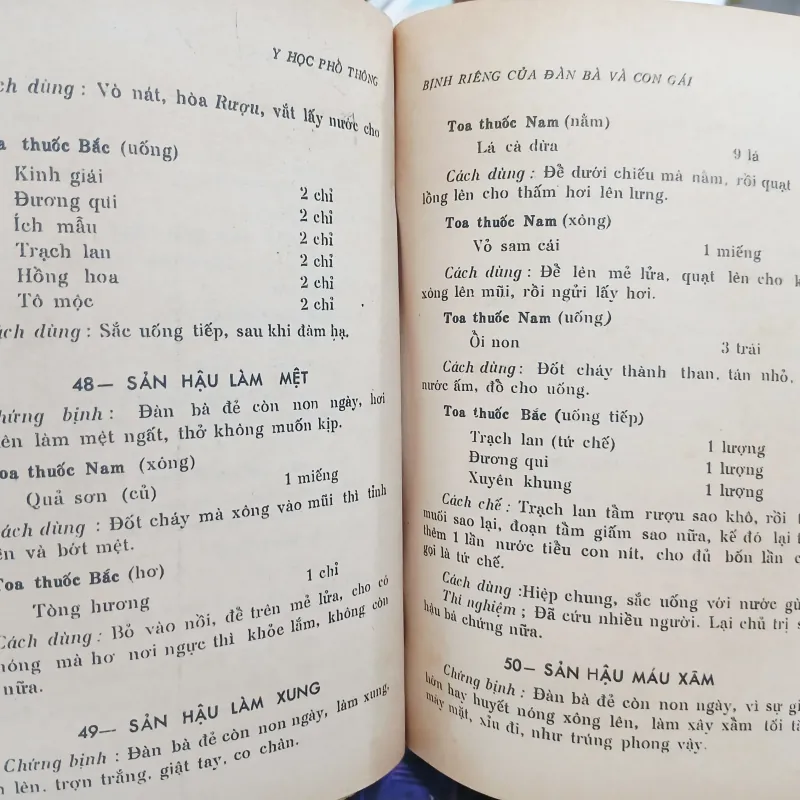 Y HỌC PHỔ THÔNG
dùng : Vò nát, hòa Rượu, vắt lấy nước cho
thuốc Bắc (uống)
Kinh giái 2 chỉ
Đương qui 2 chỉ
Ích mẫu 2 chỉ
Trạch lan 2 chỉ
Hồng hoa 2 chỉ
Tô mộc 2 chỉ
dùng : Sắc uống tiếp, sau khi đàm hạ.
48— SẢN HẬU LÀM MỆT
bịnh : Đàn bà đẻ còn non ngày, hơi
lên làm mệt ngất, thở không muốn kịp.
thuốc Nam (xông)
Quả sơn (củ) 1 miếng
dùng : Đốt cháy mà xông vào mũi thì tỉnh
và bớt mệt.
thuốc Bắc (hơ)
Tòng hương 1 chỉ
Cách dùng : Bỏ vào nồi, đề trên mẻ lửa, cho có
nóng mà hơ nơi ngực thì khỏe lắm, không còn
nữa.
49— SẢN HẬU LÀM XUNG
Chứng bịnh : Đàn bà đẻ còn non ngày, làm xung,
lên. trợn trắng. giật tay. co chân.
BỊNH RIÊNG CỦA ĐÀN BÀ VÀ CON GÁI
Toa thuốc Nam (nằm)
Lá cà dừa 9 lá
Cách dùng : Đề dưới chiếu mà nằm, rồi quạt
lồng lên cho thấm hơi lên lưng.
Toa thuốc Nam (xông)
Vỏ sam cái 1 miếng
Cách dùng : Đề lên mẻ lửa, quạt lên cho
xông lên mũi, rồi ngửi lấy hơi.
Toa thuốc Nam (uống)
Ổi non 3 trái
Cách dùng: Đốt cháy thành than, tán nhỏ,
nước ấm, đồ cho uống.
Toa thuốc Bắc (uống tiếp)
Trạch lan (tứ chế) 1 lượng
Đương qui 1 lượng
Xuyên khung 1 lượng
Cách chế : Trạch lan tầm rượu sao khô, rồi
muối sao lại, đoạn tầm giấm sao nữa, kế đó lại
thêm 1 lần nước tiểu con nít, cho đủ bốn lần
gọi là tứ chế.
Cách dùng :Hiệp chung, sắc uống với nước
Thí nghiệm ; Đã cứu nhiều người. Lại chủ trị
hậu bá chứng nữa.
50— SẢN HẬU MÁU XÂM
Chứng bịnh : Đàn bà đẻ còn non ngày, vì sự
hờn hay huyết nóng xông lên, làm xây xầm tối
mày mặt, xỉu đi, như trúng phong vậy.